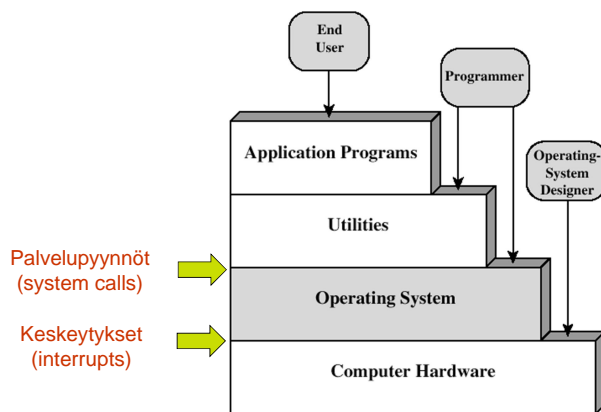 End
User
Programmer
Operating-
System
Designer
Application Programs
Utilities
Palvelupyynnöt
(system calls)
Operating System
Keskeytykset
(interrupts)
Computer Hardware